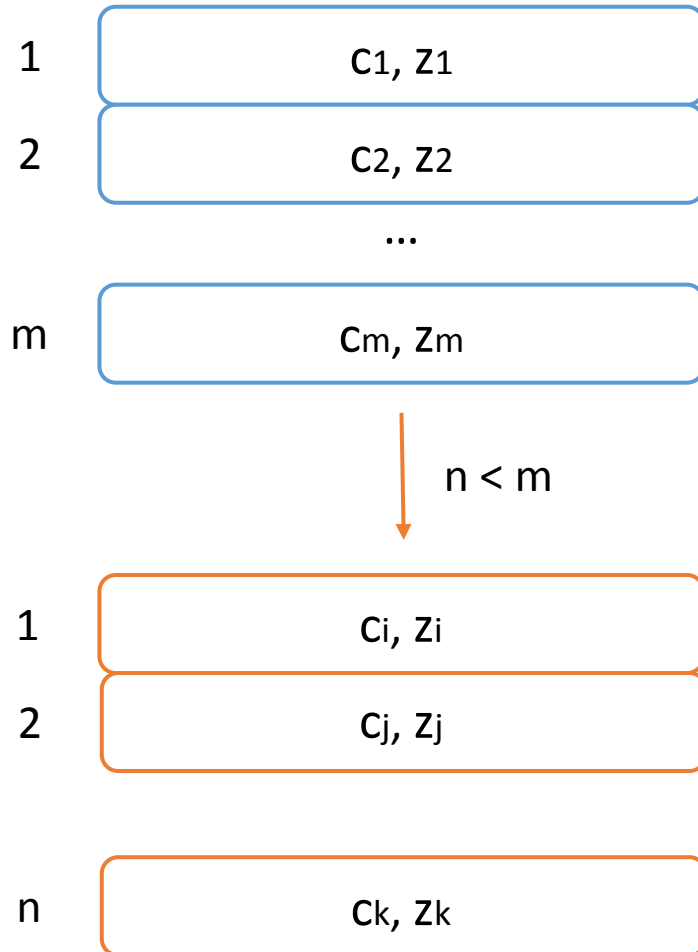 1 c1, z1
2 c2, z2
...
m cm, zm
n < m
1 ci, zi
2 cj, zj
n ck, zk